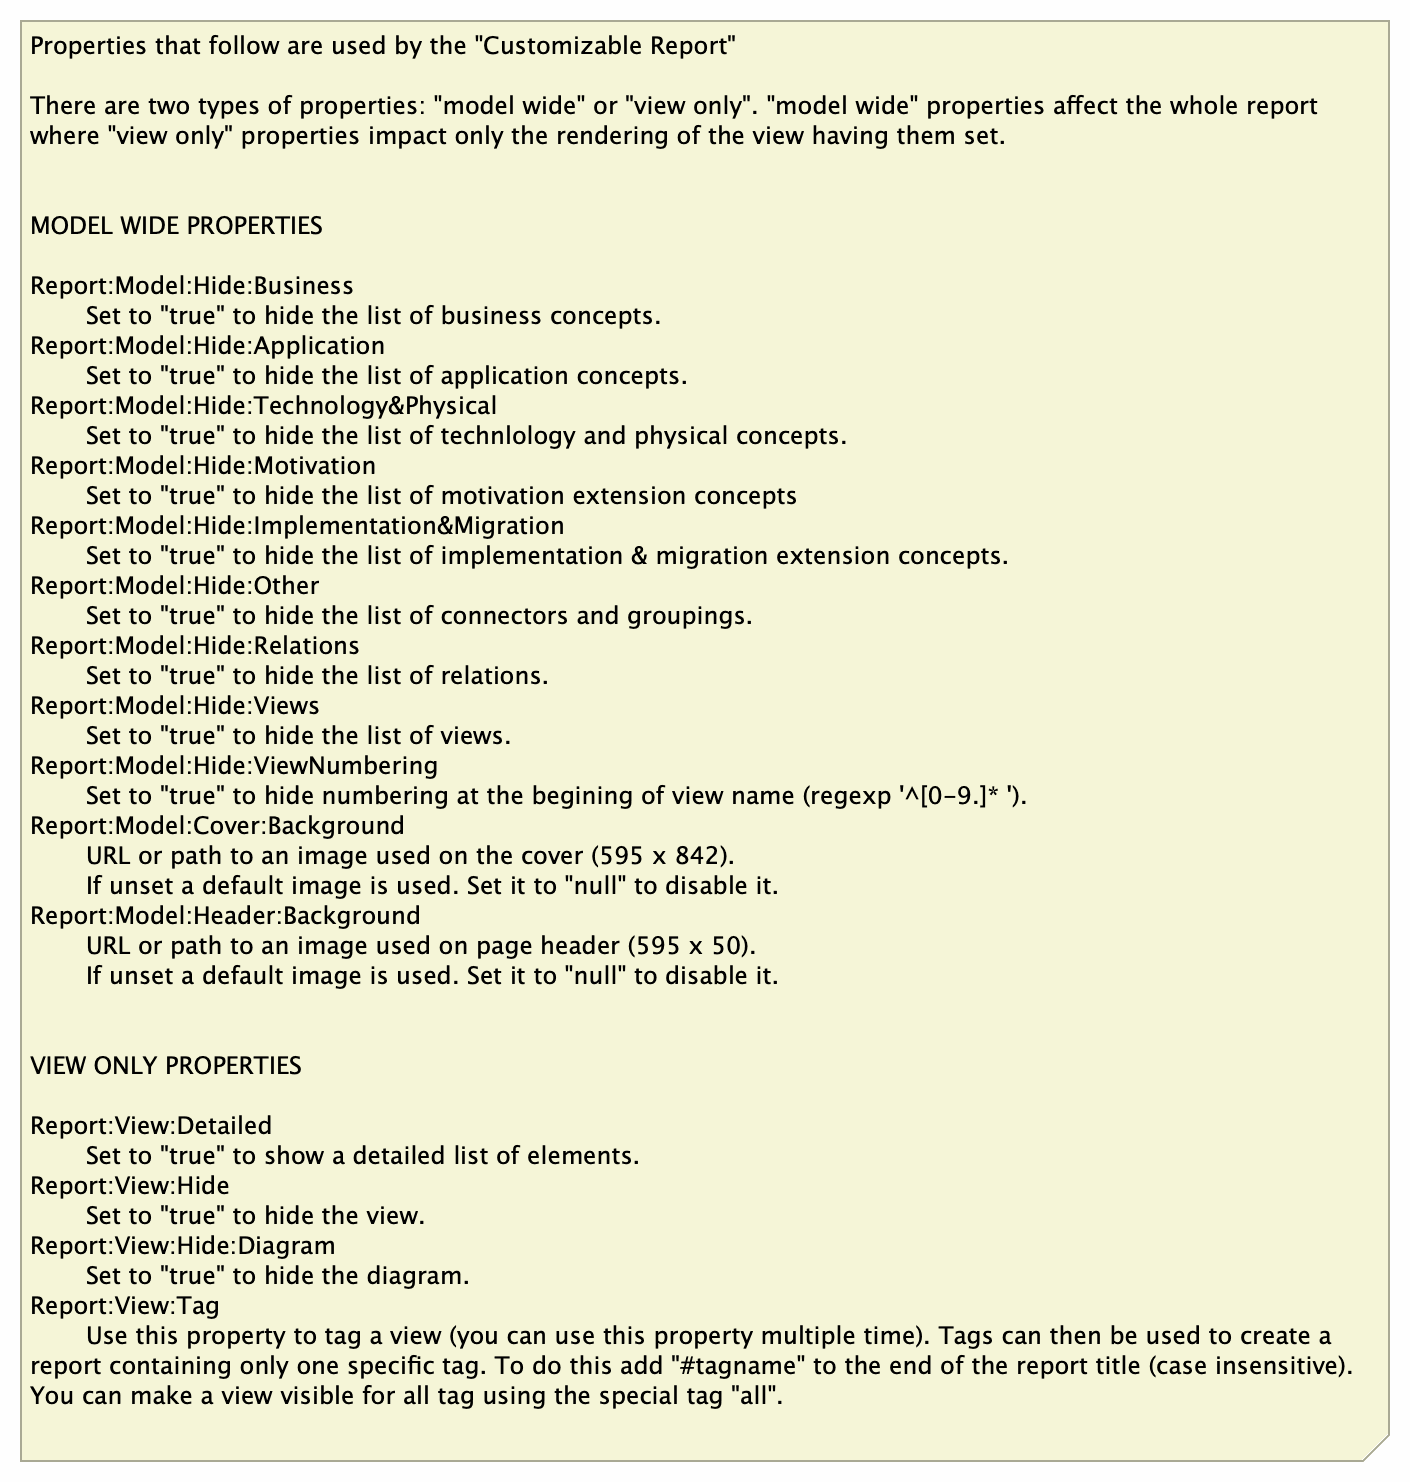 Properties that follow are used by the "Customizable Report"
There are two types of properties: "model wide" or "view only". "model wide" properties affect the whole report
where "view only" properties impact only the rendering of the view having them set.
MODEL WIDE PROPERTIES
Report:Model:Hide:Business
Set to "true" to hide the list of business concepts.
Report:Model:Hide:Application
Set to "true" to hide the list of application concepts.
Report:Model:Hide:Technology&Physical
Set to "true" to hide the list of technlology and physical concepts.
Report:Model:Hide:Motivation
Set to "true" to hide the list of motivation extension concepts
Report:Model:Hide:Implementation&Migration
Set to "true" to hide the list of implementation & migration extension concepts.
Report:Model:Hide:Other
Set to "true" to hide the list of connectors and groupings.
Report:Model:Hide:Relations
Set to "true" to hide the list of relations.
Report:Model:Hide:Views
Set to "true" to hide the list of views.
Report:Model:Hide:ViewNumbering
Set to "true" to hide numbering at the begining of view name (regexp '^[0-9.]* ').
Report:Model:Cover:Background
URL or path to an image used on the cover (595 x 842).
If unset a default image is used. Set it to "null" to disable it.
Report:Model:Header:Background
URL or path to an image used on page header (595 x 50).
If unset a default image is used. Set it to "null" to disable it.
VIEW ONLY PROPERTIES
Report:View:Detailed
Set to "true" to show a detailed list of elements.
Report:View:Hide
Set to "true" to hide the view.
Report:View:Hide:Diagram
Set to "true" to hide the diagram.
Report:View:Tag
Use this property to tag a view (you can use this property multiple time). Tags can then be used to create a
report containing only one specific tag. To do this add "#tagname" to the end of the report title (case insensitive).
You can make a view visible for all tag using the special tag "all".